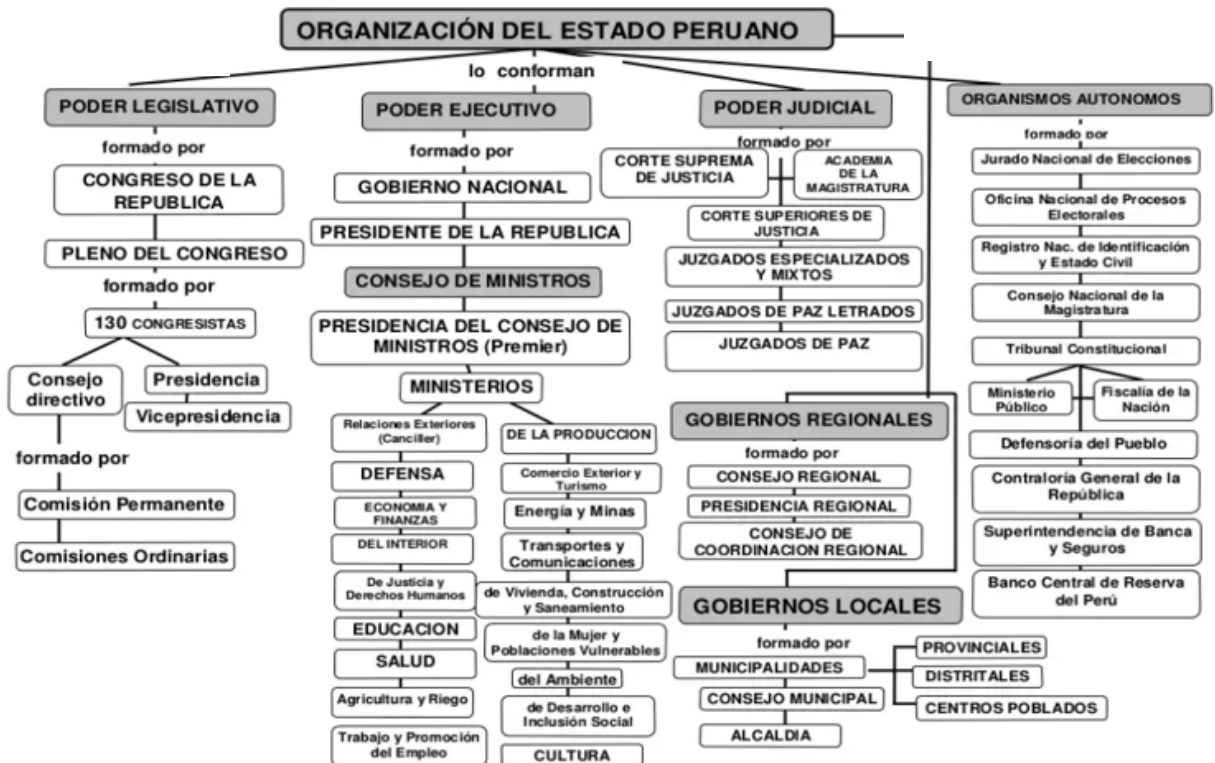 ORGANIZACIÓN DEL ESTADO PERUANO
lo conforman
PODER LEGISLATIVO
formado por
CONGRESO DE LA
REPUBLICA
PLENO DEL CONGRESO
formado por
130 CONGRESISTAS
Consejo
directivo
Presidencia
Vicepresidencia
formado por
Comisión Permanente
Comisiones Ordinarias
PODER EJECUTIVO
formado por
GOBIERNO NACIONAL
PRESIDENTE DE LA REPUBLICA
CONSEJO DE MINISTROS
PRESIDENCIA DEL CONSEJO DE
MINISTROS (Premier)
MINISTERIOS
Relaciones Exteriores
(Canciller)
DEFENSA
ECONOMIA Y
FINANZAS
DEL INTERIOR
De Justicia y
Derechos Humanos
EDUCACION
SALUD
Agricultura y Riego
Trabajo y Promoción
del Empleo
DE LA PRODUCCION
Comercio Exterior y
Turismo
Energía y Minas
Transportes y
Comunicaciones
de Vivienda, Construcción
y Saneamiento
de la Mujer y
Poblaciones Vulnerables
del Ambiente
de Desarrollo e
Inclusión Social
CULTURA
PODER JUDICIAL
formado por
CORTE SUPREMA
DE JUSTICIA
ACADEMIA
DE LA
MAGISTRATURA
CORTE SUPERIORES DE
JUSTICIA
JUZGADOS ESPECIALIZADOS
Y MIXTOS
JUZGADOS DE PAZ LETRADOS
JUZGADOS DE PAZ
GOBIERNOS REGIONALES
formado por
CONSEJO REGIONAL
PRESIDENCIA REGIONAL
CONSEJO DE
COORDINACION REGIONAL
GOBIERNOS LOCALES
formado por
MUNICIPALIDADES
CONSEJO MUNICIPAL
ALCALDIA
PROVINCIALES
DISTRITALES
CENTROS POBLADOS
ORGANISMOS AUTONOMOS
formado por
Jurado Nacional de Elecciones
Oficina Nacional de Procesos
Electorales
Registro Nac. de Identificación
y Estado Civil
Consejo Nacional de la
Magistratura
Tribunal Constitucional
Ministerio
Público
Fiscalía de la
Nación
Defensoría del Pueblo
Contraloría General de la
República
Superintendencia de Banca
y Seguros
Banco Central de Reserva
del Perú